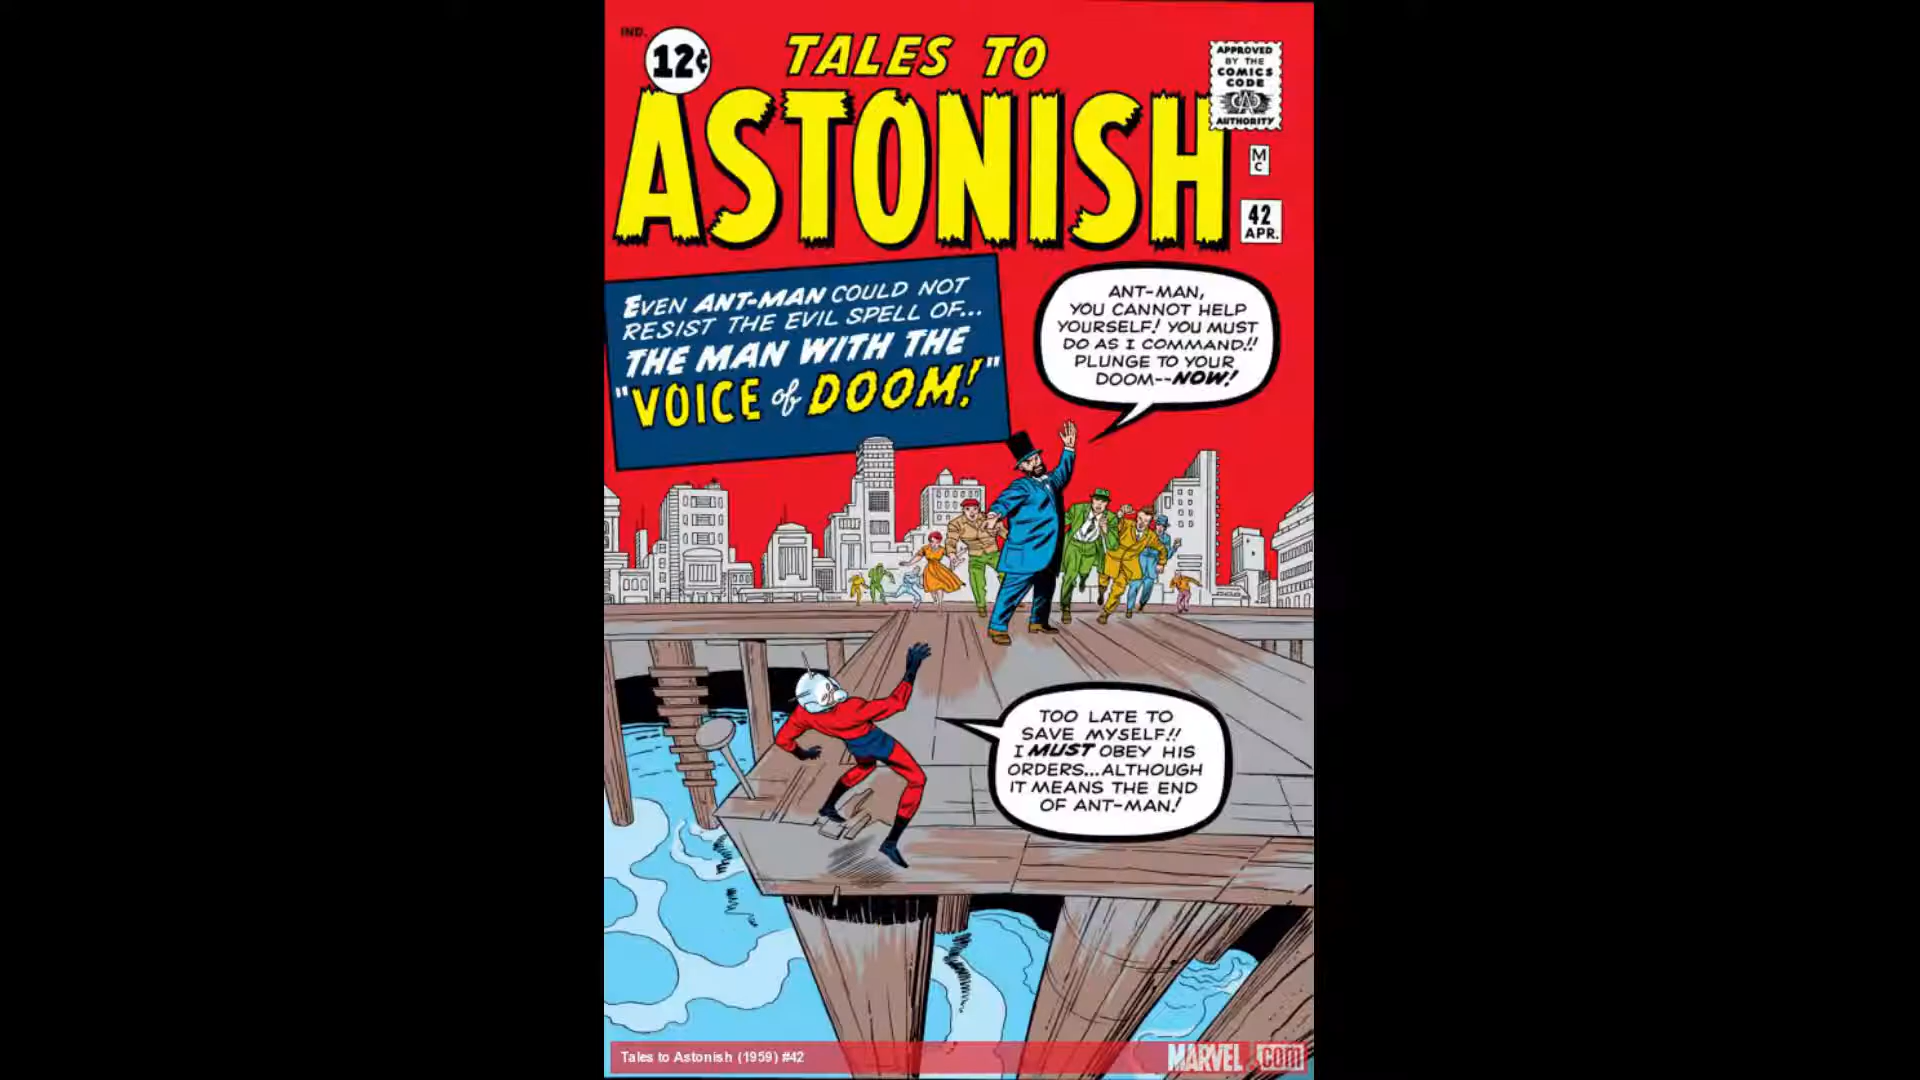 IND.
12¢
TALES TO
ASTONISH
APPROVED
BY THE
COMICS
CODE
CA
AUTHORITY
M
C
42
APR.
EVEN ANT-MAN COULD NOT
RESIST THE EVIL SPELL OF...
THE MAN WITH THE
"VOICE of DOOM!"
ANT-MAN,
YOU CANNOT HELP
YOURSELF! YOU MUST
DO AS I COMMAND!!
PLUNGE TO YOUR
DOOM--NOW!
TOO LATE TO
SAVE MYSELF!!
I MUST OBEY HIS
ORDERS...ALTHOUGH
IT MEANS THE END
OF ANT-MAN!
Tales to Astonish (1959) #42
MARVEL.COM